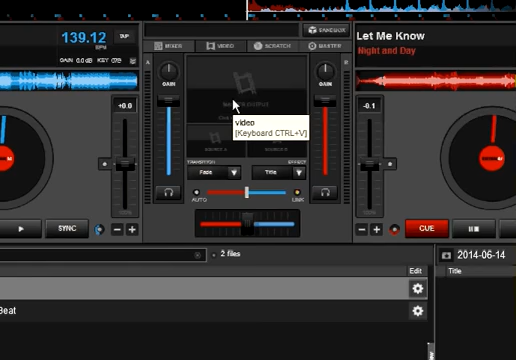 SANDBOX
139.12
BPM
TAP
GAIN 0.0dB KEY
Let Me Know
Night and Day
MIXER
VIDEO
SCRATCH
MASTER
A
GAIN
GAIN
+0.0
-0.1
video
[Keyboard CTRL+V]
TRANSITION
EFFECT
Fade
Title
AUTO
LINK
SYNC
CUE
2 files
2014-06-14
Edit
Title
Beat